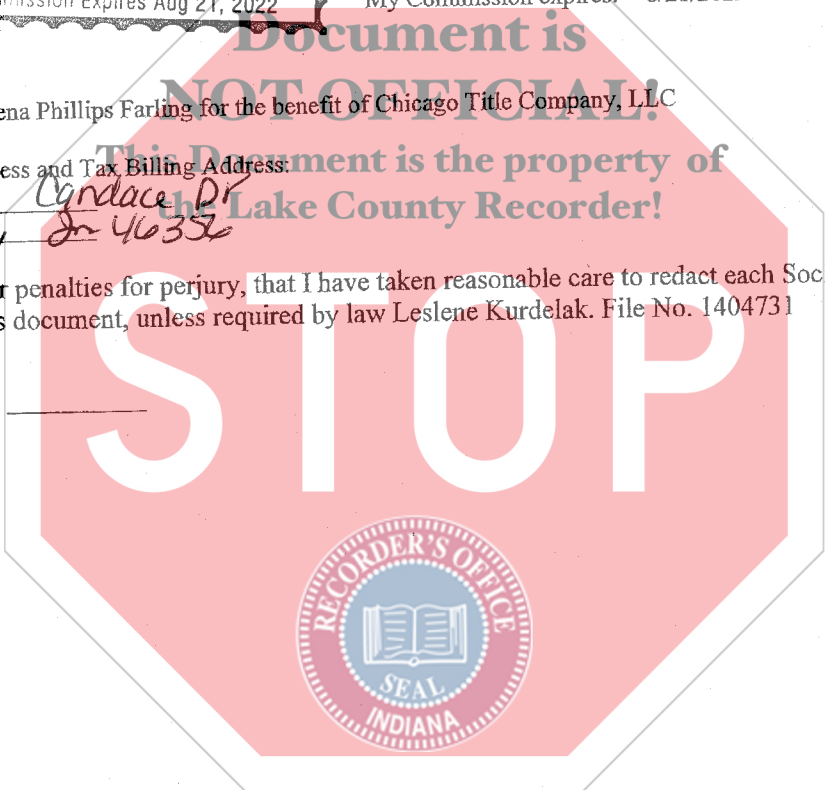 mission Expires Aug 21, 2022 My Commission expires:
Document is
NOT OFFICIAL!
ena Phillips Farling for the benefit of Chicago Title Company, LLC
This Document is the property of
ess and Tax Billing Address:
Candace Dr
the Lake County Recorder!
In 46356
r penalties for perjury, that I have taken reasonable care to redact each Soc
s document, unless required by law Leslene Kurdelak. File No. 1404731
STOP
RECORDER'S OFFICE
SEAL
INDIANA